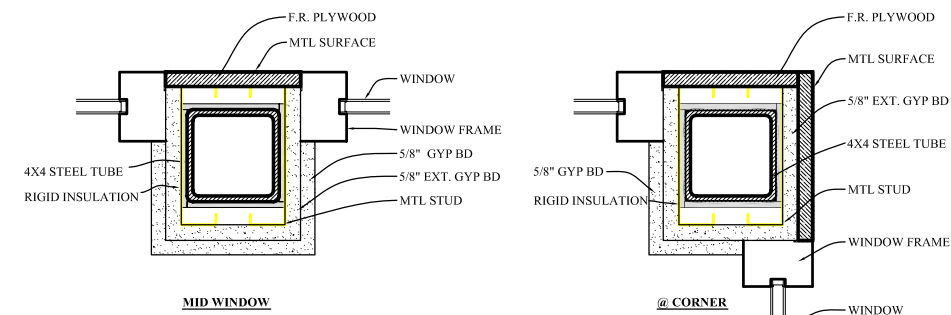 F.R. PLYWOOD
MTL SURFACE
WINDOW
WINDOW FRAME
5/8" GYP BD
5/8" EXT. GYP BD
MTL STUD
4X4 STEEL TUBE
RIGID INSULATION
MID WINDOW
F.R. PLYWOOD
MTL SURFACE
5/8" EXT. GYP BD
4X4 STEEL TUBE
5/8" GYP BD
RIGID INSULATION
MTL STUD
WINDOW FRAME
WINDOW
@ CORNER